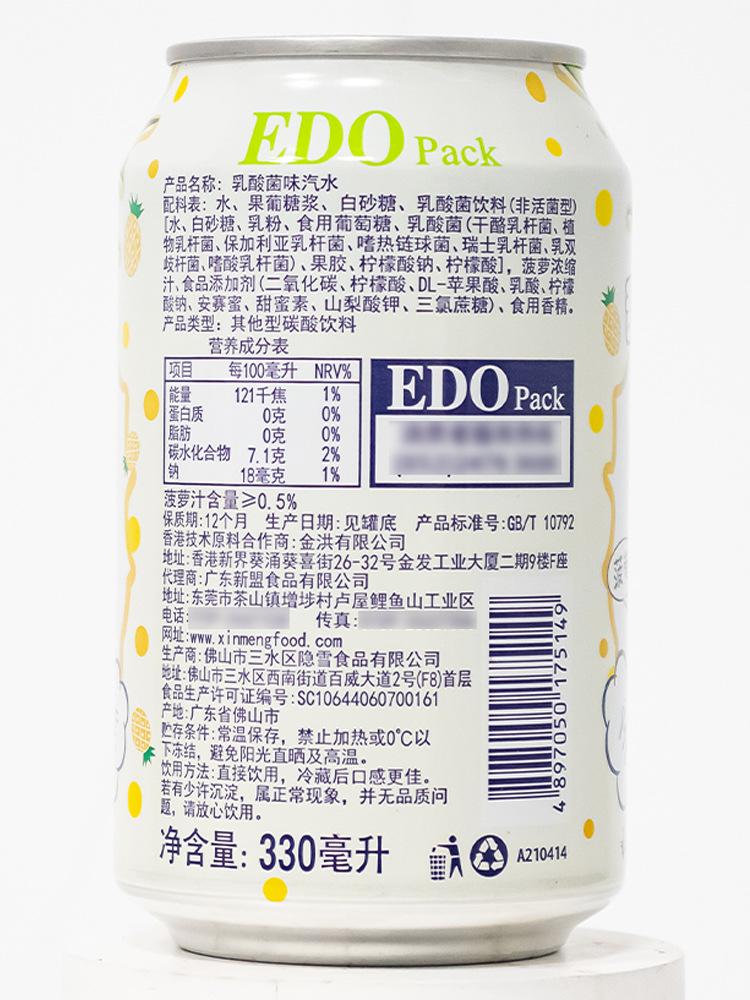 EDO Pack
产品名称: 乳酸菌味汽水
配料表: 水、果葡糖浆、白砂糖、乳酸菌饮料(非活菌型)
[水、白砂糖、乳粉、食用葡萄糖、乳酸菌(干酪乳杆菌、植
物乳杆菌、保加利亚乳杆菌、嗜热链球菌、瑞士乳杆菌、乳双
歧杆菌、嗜酸乳杆菌)、果胶、柠檬酸钠、柠檬酸]，菠萝浓缩
汁、食品添加剂(二氧化碳、柠檬酸、DL-苹果酸、乳酸、柠檬
酸钠、安赛蜜、甜蜜素、山梨酸钾、三氯蔗糖)、食用香精。
产品类型: 其他型碳酸饮料
营养成分表
项目 每100毫升 NRV%
能量 121千焦 1%
蛋白质 0克 0%
脂肪 0克 0%
碳水化合物 7.1克 2%
钠 18毫克 1%
EDO Pack
菠萝汁含量≥0.5%
保质期:12个月 生产日期:见罐底 产品标准号:GB/T 10792
香港技术原料合作商:金洪有限公司
地址:香港新界葵涌葵喜街26-32号金发工业大厦二期9楼F座
代理商:广东新盟食品有限公司
地址:东莞市茶山镇增埗村卢屋鲤鱼山工业区
电话: 传真:
网址:www.xinmengfood.com
生产商:佛山市三水区隐雪食品有限公司
地址:佛山市三水区西南街道百威大道2号(F8)首层
食品生产许可证编号:SC10644060700161
产地:广东省佛山市
贮存条件:常温保存，禁止加热或0℃以
下冻结，避免阳光直晒及高温。
饮用方法:直接饮用，冷藏后口感更佳。
若有少许沉淀，属正常现象，并无品质问
题，请放心饮用。
净含量: 330毫升
A210414
4 897050 175149